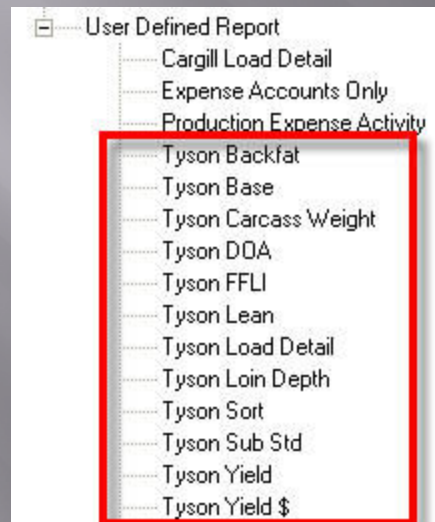 User Defined Report
Cargill Load Detail
Expense Accounts Only
Production Expense Activity
Tyson Backfat
Tyson Base
Tyson Carcass Weight
Tyson DOA
Tyson FFLI
Tyson Lean
Tyson Load Detail
Tyson Loin Depth
Tyson Sort
Tyson Sub Std
Tyson Yield
Tyson Yield $